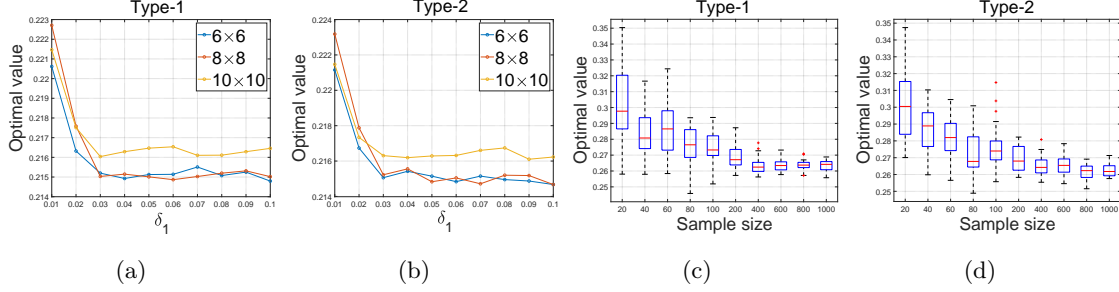 Type-1
0.223
0.222
0.221
0.22
0.219
0.218
0.217
0.216
0.215
0.214
Optimal value
6×6
8×8
10×10
0.01 0.02 0.03 0.04 0.05 0.06 0.07 0.08 0.09 0.1
δ1
(a)
Type-2
0.224
0.222
0.22
0.218
0.216
0.214
Optimal value
6×6
8×8
10×10
0.01 0.02 0.03 0.04 0.05 0.06 0.07 0.08 0.09 0.1
δ1
(b)
Type-1
0.35
0.34
0.33
0.32
0.31
0.3
0.29
0.28
0.27
0.26
0.25
Optimal value
20 40 60 80 100 200 400 600 800 1000
Sample size
(c)
Type-2
0.35
0.34
0.33
0.32
0.31
0.3
0.29
0.28
0.27
0.26
0.25
Optimal value
20 40 60 80 100 200 400 600 800 1000
Sample size
(d)